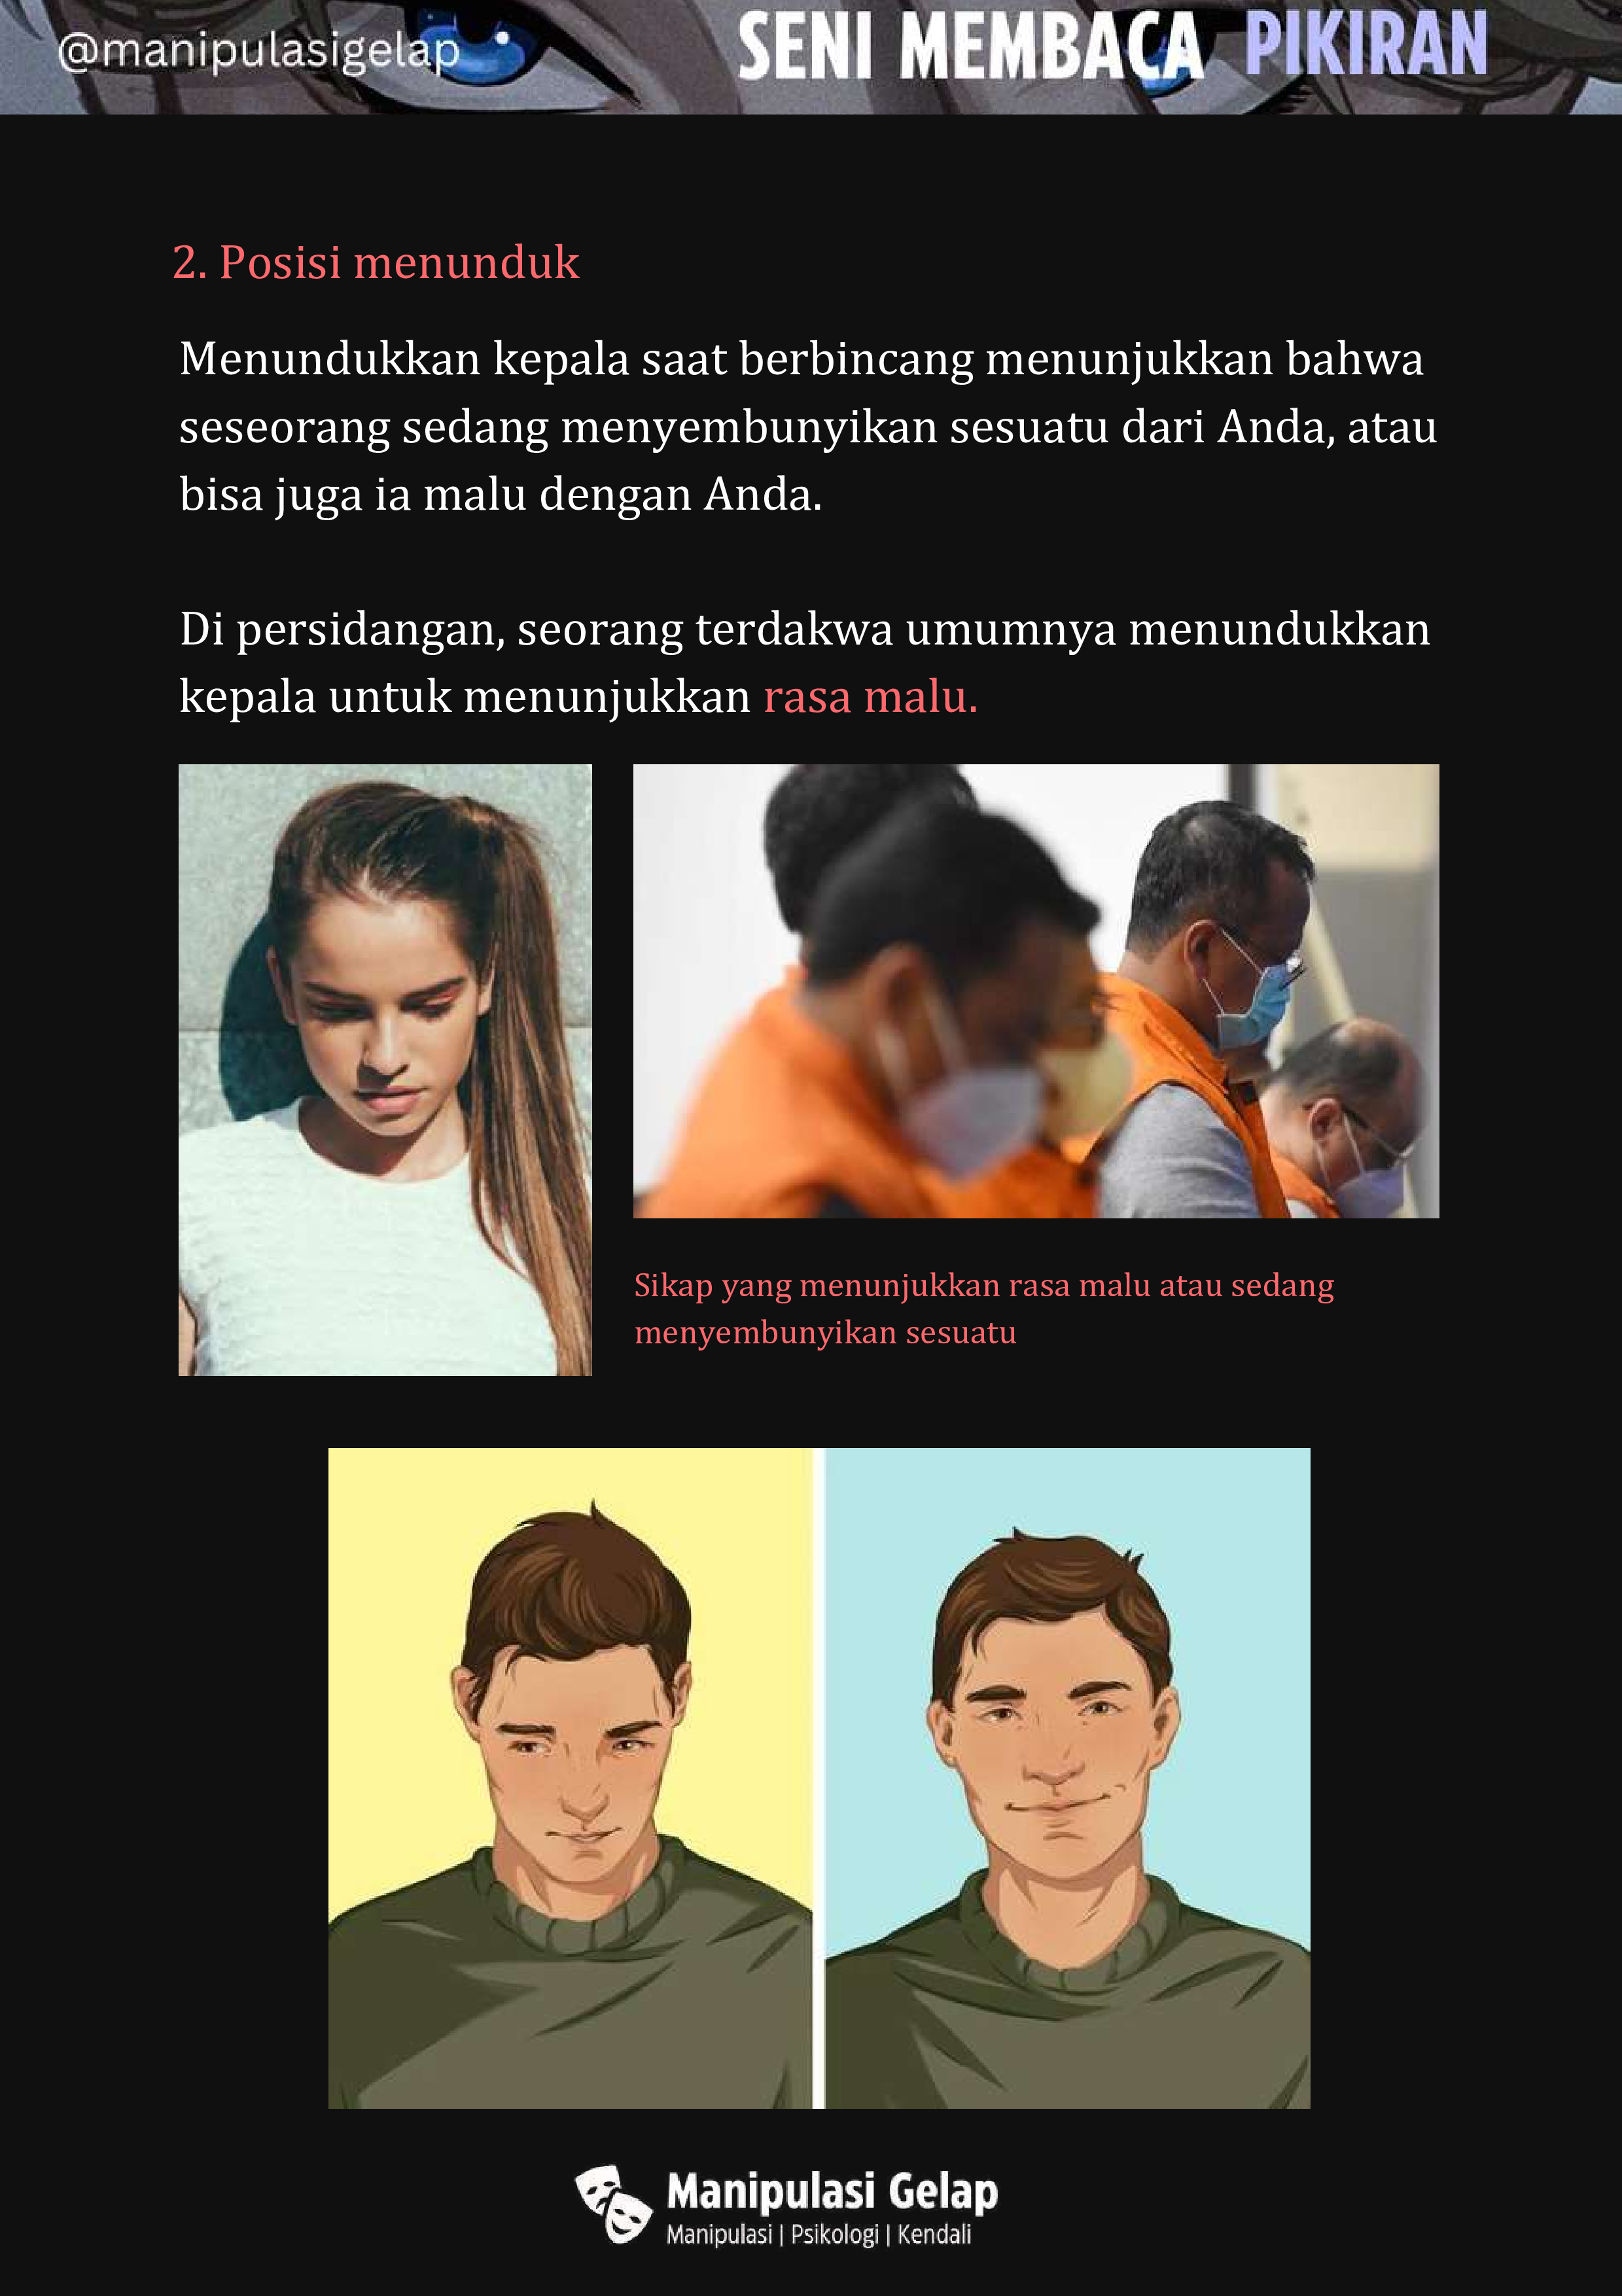 @manipulasigelap
SENI MEMBACA PIKIRAN
2. Posisi menunduk
Menundukkan kepala saat berbincang menunjukkan bahwa
seseorang sedang menyembunyikan sesuatu dari Anda, atau
bisa juga ia malu dengan Anda.
Di persidangan, seorang terdakwa umumnya menundukkan
kepala untuk menunjukkan rasa malu.
Sikap yang menunjukkan rasa malu atau sedang
menyembunyikan sesuatu
Manipulasi Gelap
Manipulasi | Psikologi | Kendali